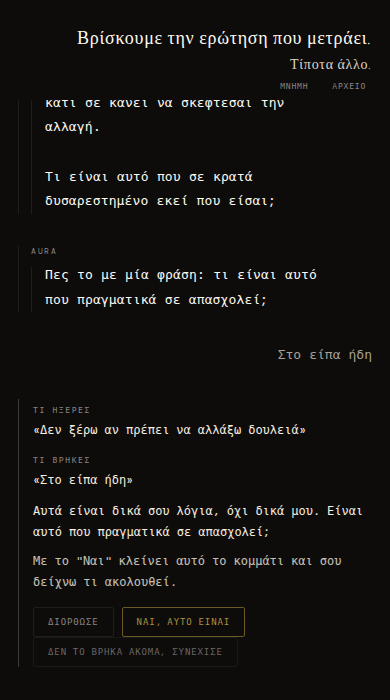 Βρίσκουμε την ερώτηση που μετράει.
Τίποτα άλλο.
ΜΝΗΜΗ ΑΡΧΕΙΟ
κάτι σε κάνει να σκέφτεσαι την
αλλαγή.
Τι είναι αυτό που σε κρατά
δυσαρεστημένο εκεί που είσαι;
AURA
Πες το με μία φράση: τι είναι αυτό
που πραγματικά σε απασχολεί;
Στο είπα ήδη
ΤΙ ΗΞΕΡΕΣ
«Δεν ξέρω αν πρέπει να αλλάξω δουλειά»
ΤΙ ΒΡΗΚΕΣ
«Στο είπα ήδη»
Αυτά είναι δικά σου λόγια, όχι δικά μου. Είναι
αυτό που πραγματικά σε απασχολεί;
Με το "Ναι" κλείνει αυτό το κομμάτι και σου
δείχνω τι ακολουθεί.
ΔΙΟΡΘΩΣΕ ΝΑΙ, ΑΥΤΟ ΕΙΝΑΙ
ΔΕΝ ΤΟ ΒΡΗΚΑ ΑΚΟΜΑ, ΣΥΝΕΧΙΣΕ